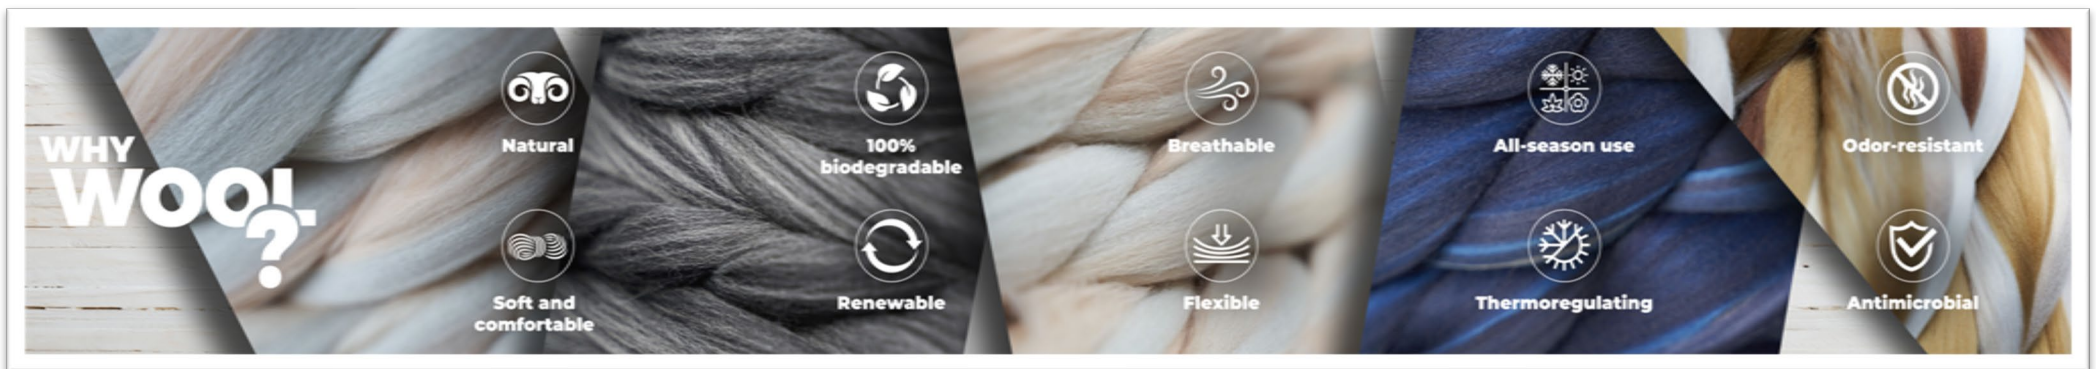 WHY
WOOL
?
Natural
Soft and
comfortable
100%
biodegradable
Renewable
Breathable
Flexible
All-season use
Thermoregulating
Odor-resistant
Antimicrobial